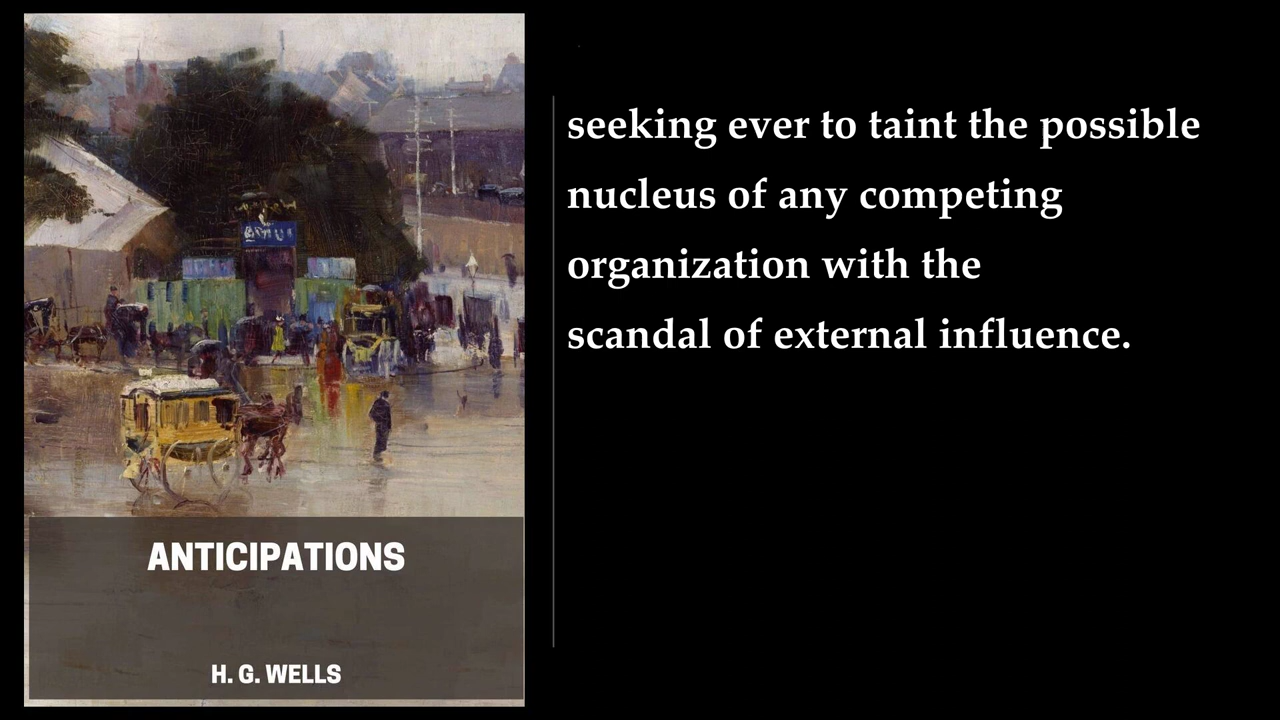 seeking ever to taint the possible
nucleus of any competing
organization with the
scandal of external influence.
ANTICIPATIONS
H. G. WELLS